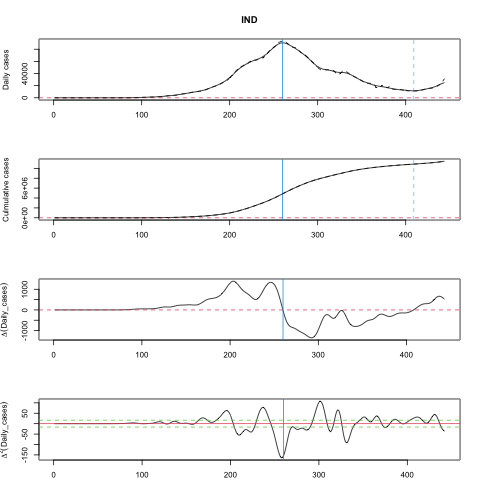 IND
Daily cases
0 40000
0 100 200 300 400
Culmulative cases
0e+00 6e+06
0 100 200 300 400
Δ(Daily_cases)
-1000 0 1000
0 100 200 300 400
Δ²(Daily_cases)
-150 -50 50
0 100 200 300 400